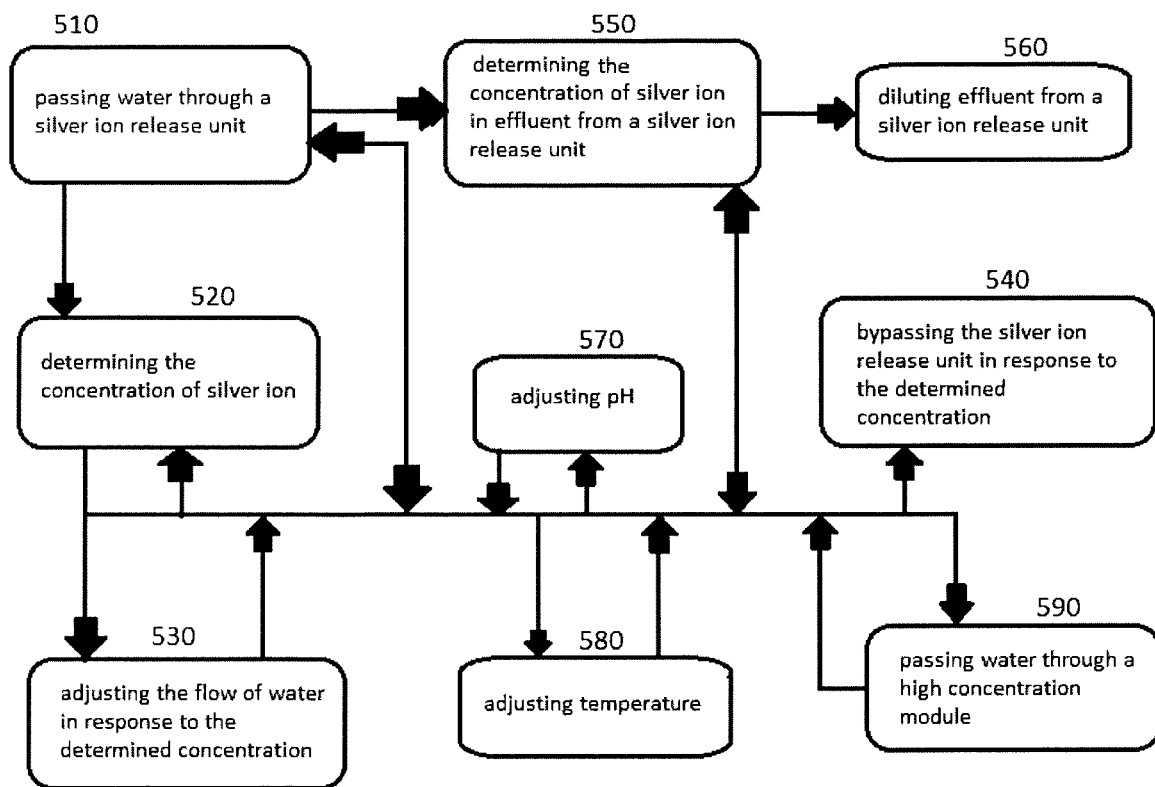 510
passing water through a
silver ion release unit
550
determining the
concentration of silver ion
in effluent from a silver ion
release unit
560
diluting effluent from a
silver ion release unit
520
determining the
concentration of silver ion
570
adjusting pH
540
bypassing the silver ion
release unit in response to
the determined
concentration
530
adjusting the flow of water
in response to the
determined concentration
580
adjusting temperature
590
passing water through a
high concentration
module